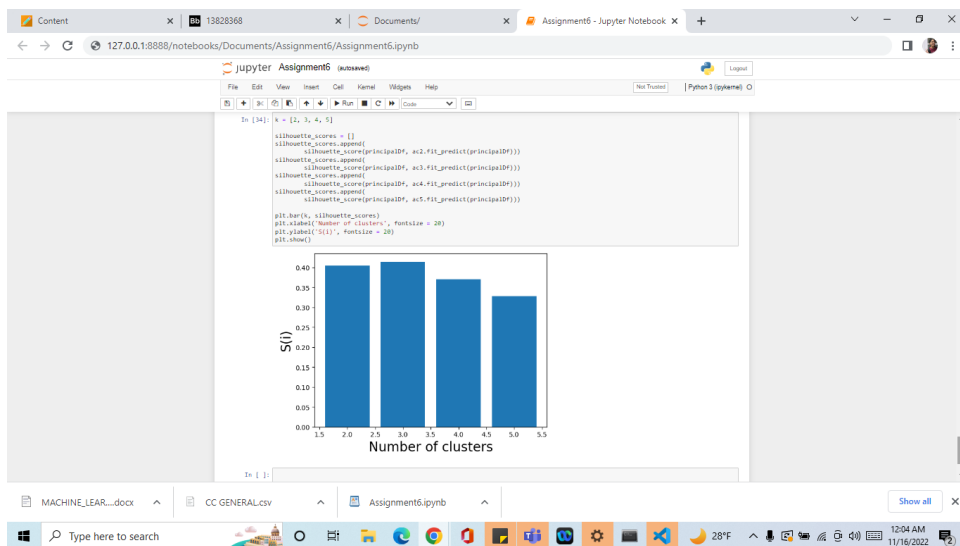 Content
Bb 13828368
Documents/
Assignment6 - Jupyter Notebook
127.0.0.1:8888/notebooks/Documents/Assignment6/Assignment6.ipynb
jupyter Assignment6 (autosaved)
Logout
File Edit View Insert Cell Kernel Widgets Help
Not Trusted
Python 3 (ipykernel)
Run
Code
In [34]: k = [2, 3, 4, 5]
silhouette_scores = []
silhouette_scores.append(
silhouette_score(principalDf, ac2.fit_predict(principalDf)))
silhouette_scores.append(
silhouette_score(principalDf, ac3.fit_predict(principalDf)))
silhouette_scores.append(
silhouette_score(principalDf, ac4.fit_predict(principalDf)))
silhouette_scores.append(
silhouette_score(principalDf, ac5.fit_predict(principalDf)))
plt.bar(k, silhouette_scores)
plt.xlabel('Number of clusters', fontsize = 20)
plt.ylabel('S(i)', fontsize = 20)
plt.show()
0.40
0.35
0.30
0.25
0.20
0.15
0.10
0.05
0.00
S(i)
1.5 2.0 2.5 3.0 3.5 4.0 4.5 5.0 5.5
Number of clusters
In [ ]:
MACHINE_LEAR....docx
CC GENERAL.csv
Assignment6.ipynb
Show all
Type here to search
28°F
12:04 AM
11/16/2022
2